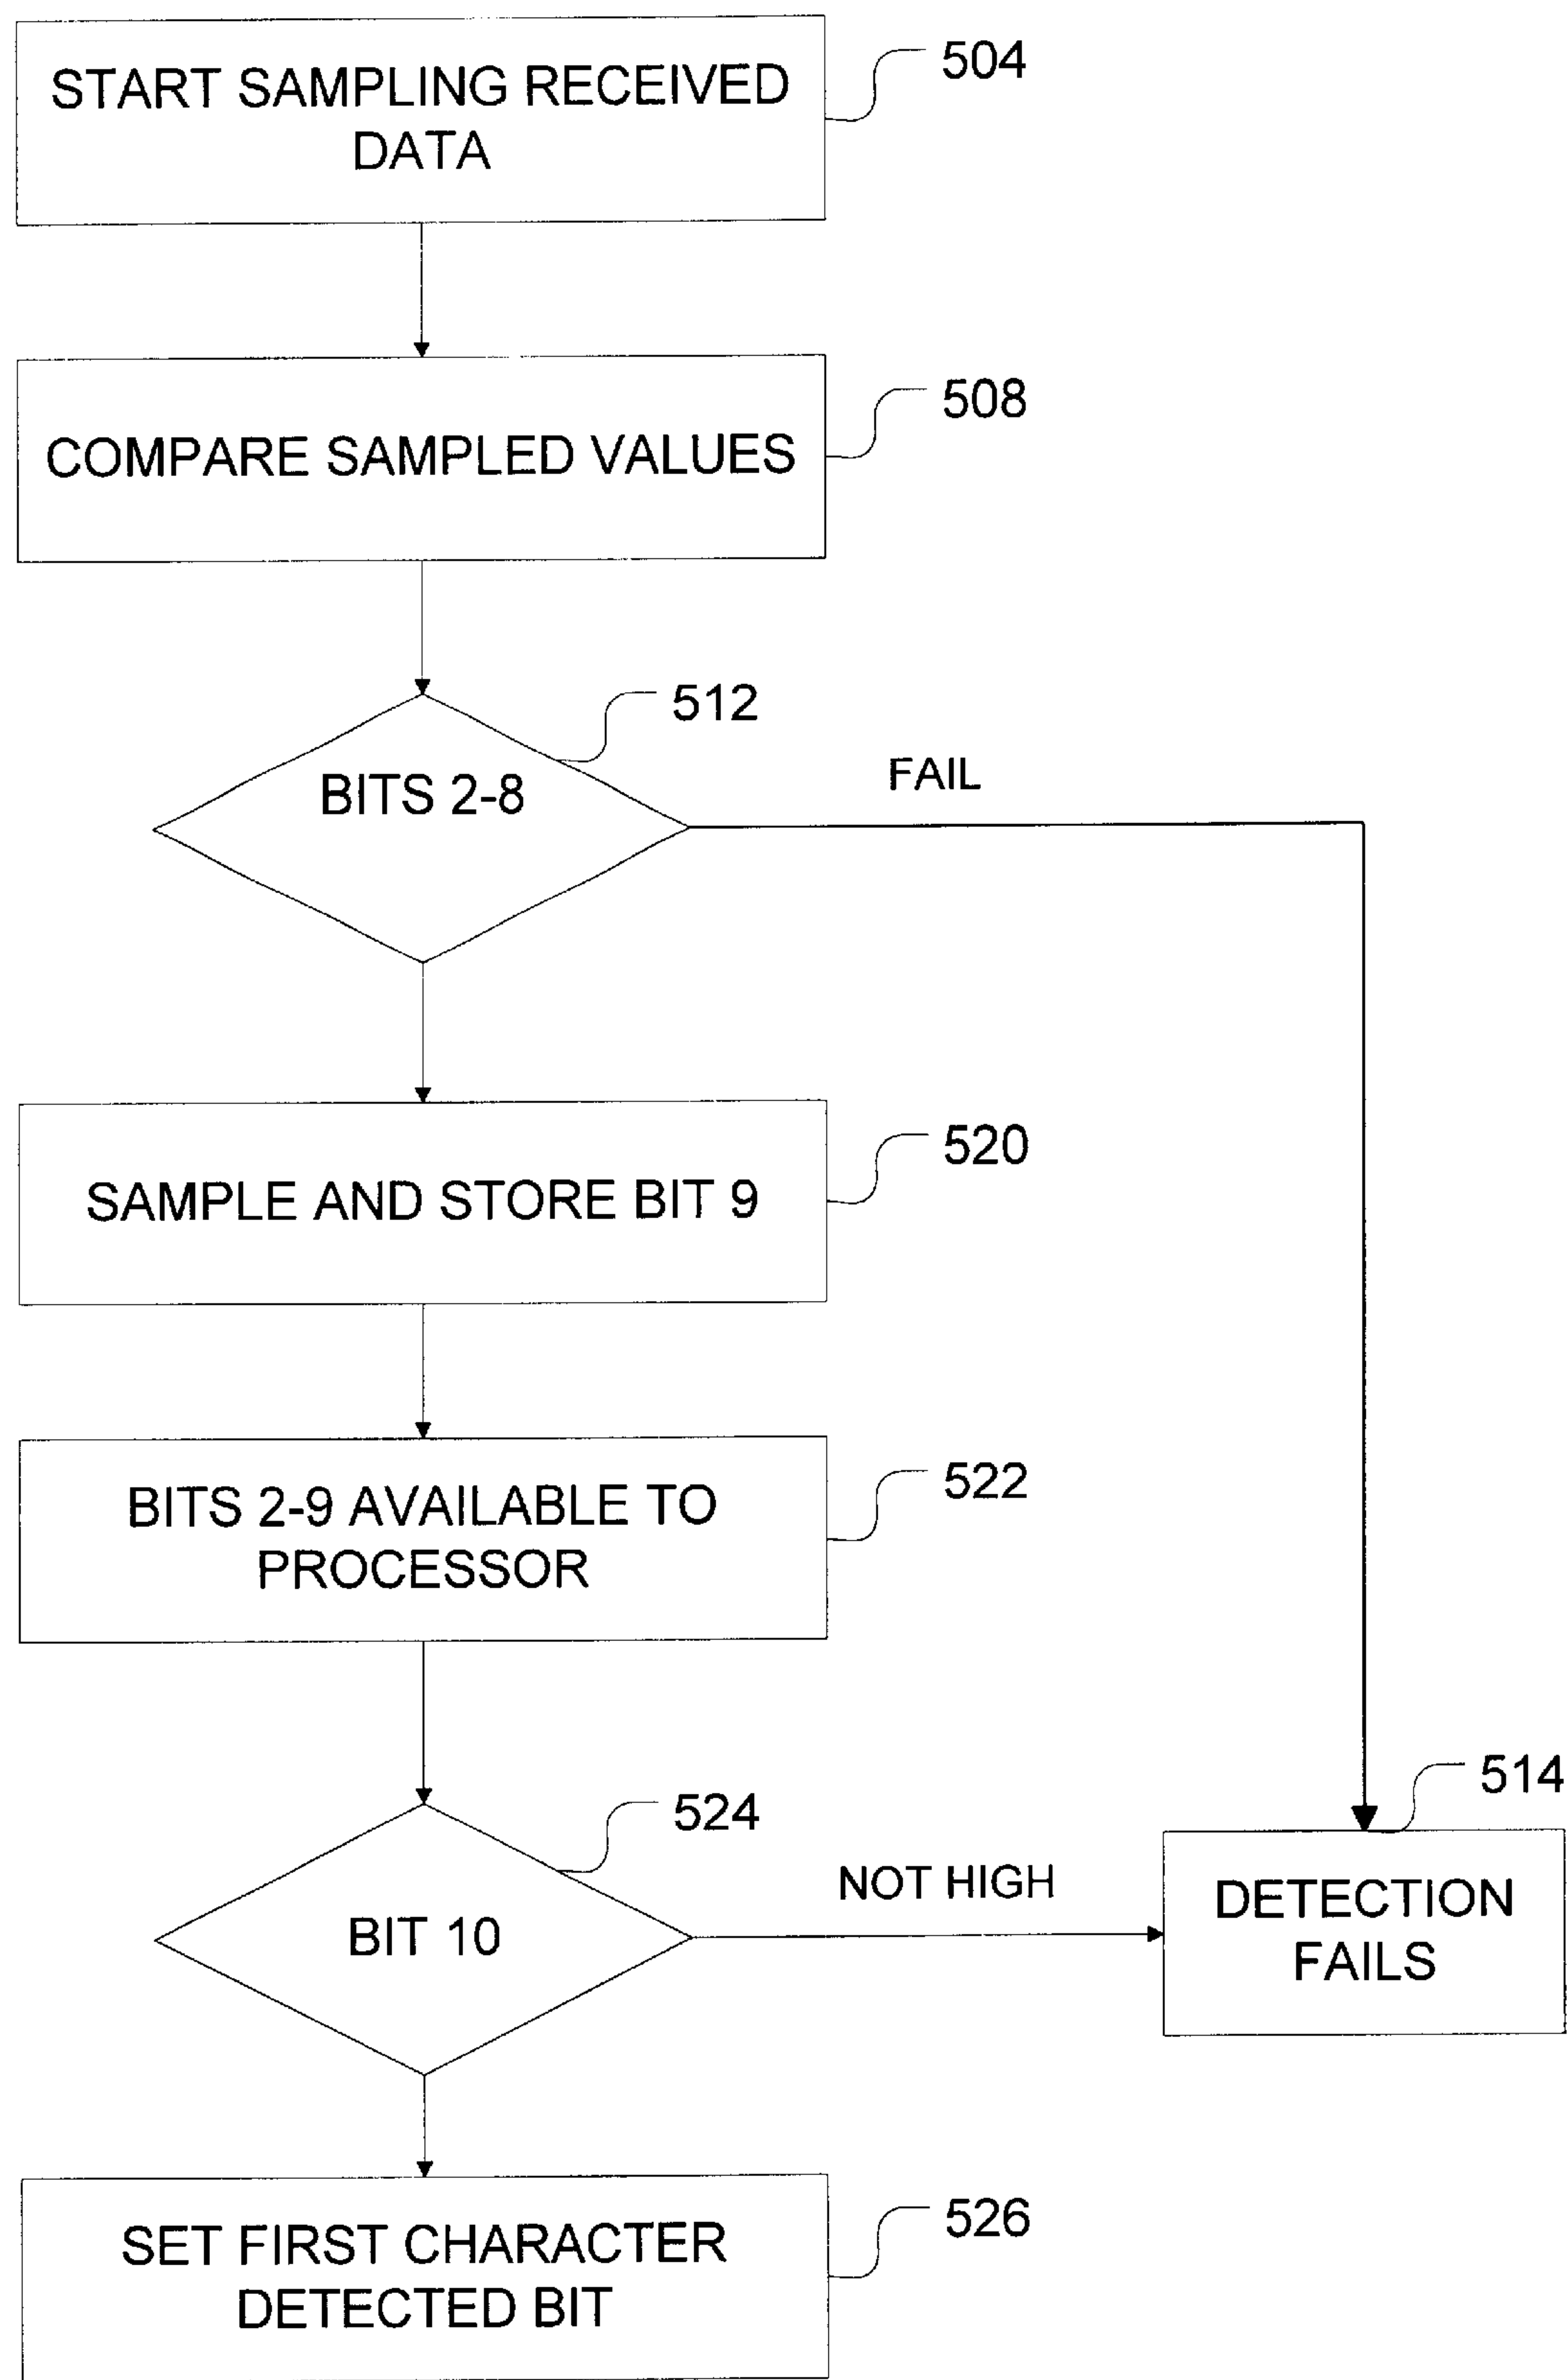 START SAMPLING RECEIVED
DATA
504
COMPARE SAMPLED VALUES
508
512
BITS 2-8
FAIL
SAMPLE AND STORE BIT 9
520
BITS 2-9 AVAILABLE TO
PROCESSOR
522
524
BIT 10
NOT HIGH
514
DETECTION
FAILS
SET FIRST CHARACTER
DETECTED BIT
526